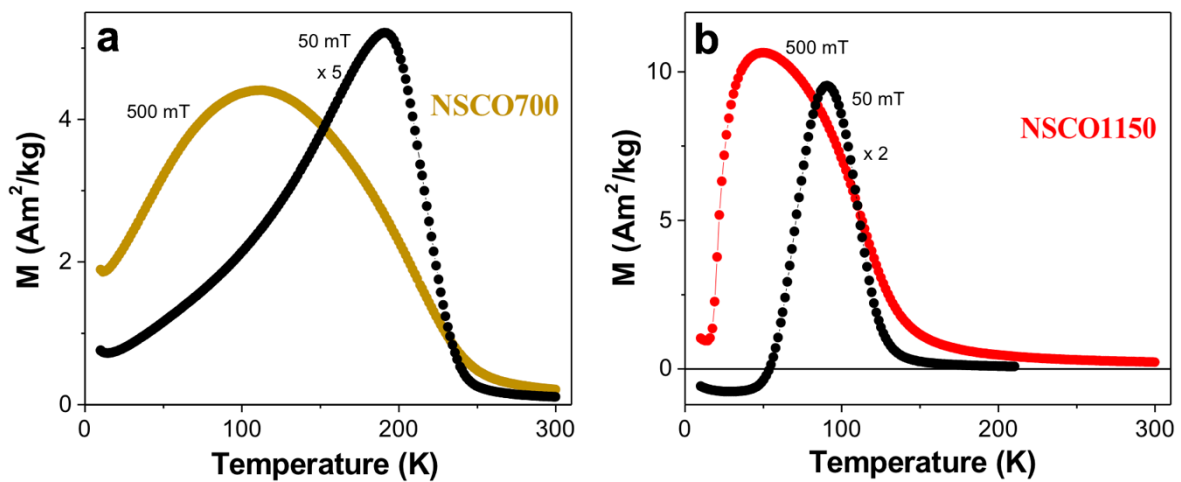 a
50 mT
x 5
500 mT
NSCO700
M (Am²/kg)
4
2
0
0
100
200
300
Temperature (K)
b
500 mT
50 mT
x 2
NSCO1150
M (Am²/kg)
10
5
0
0
100
200
300
Temperature (K)